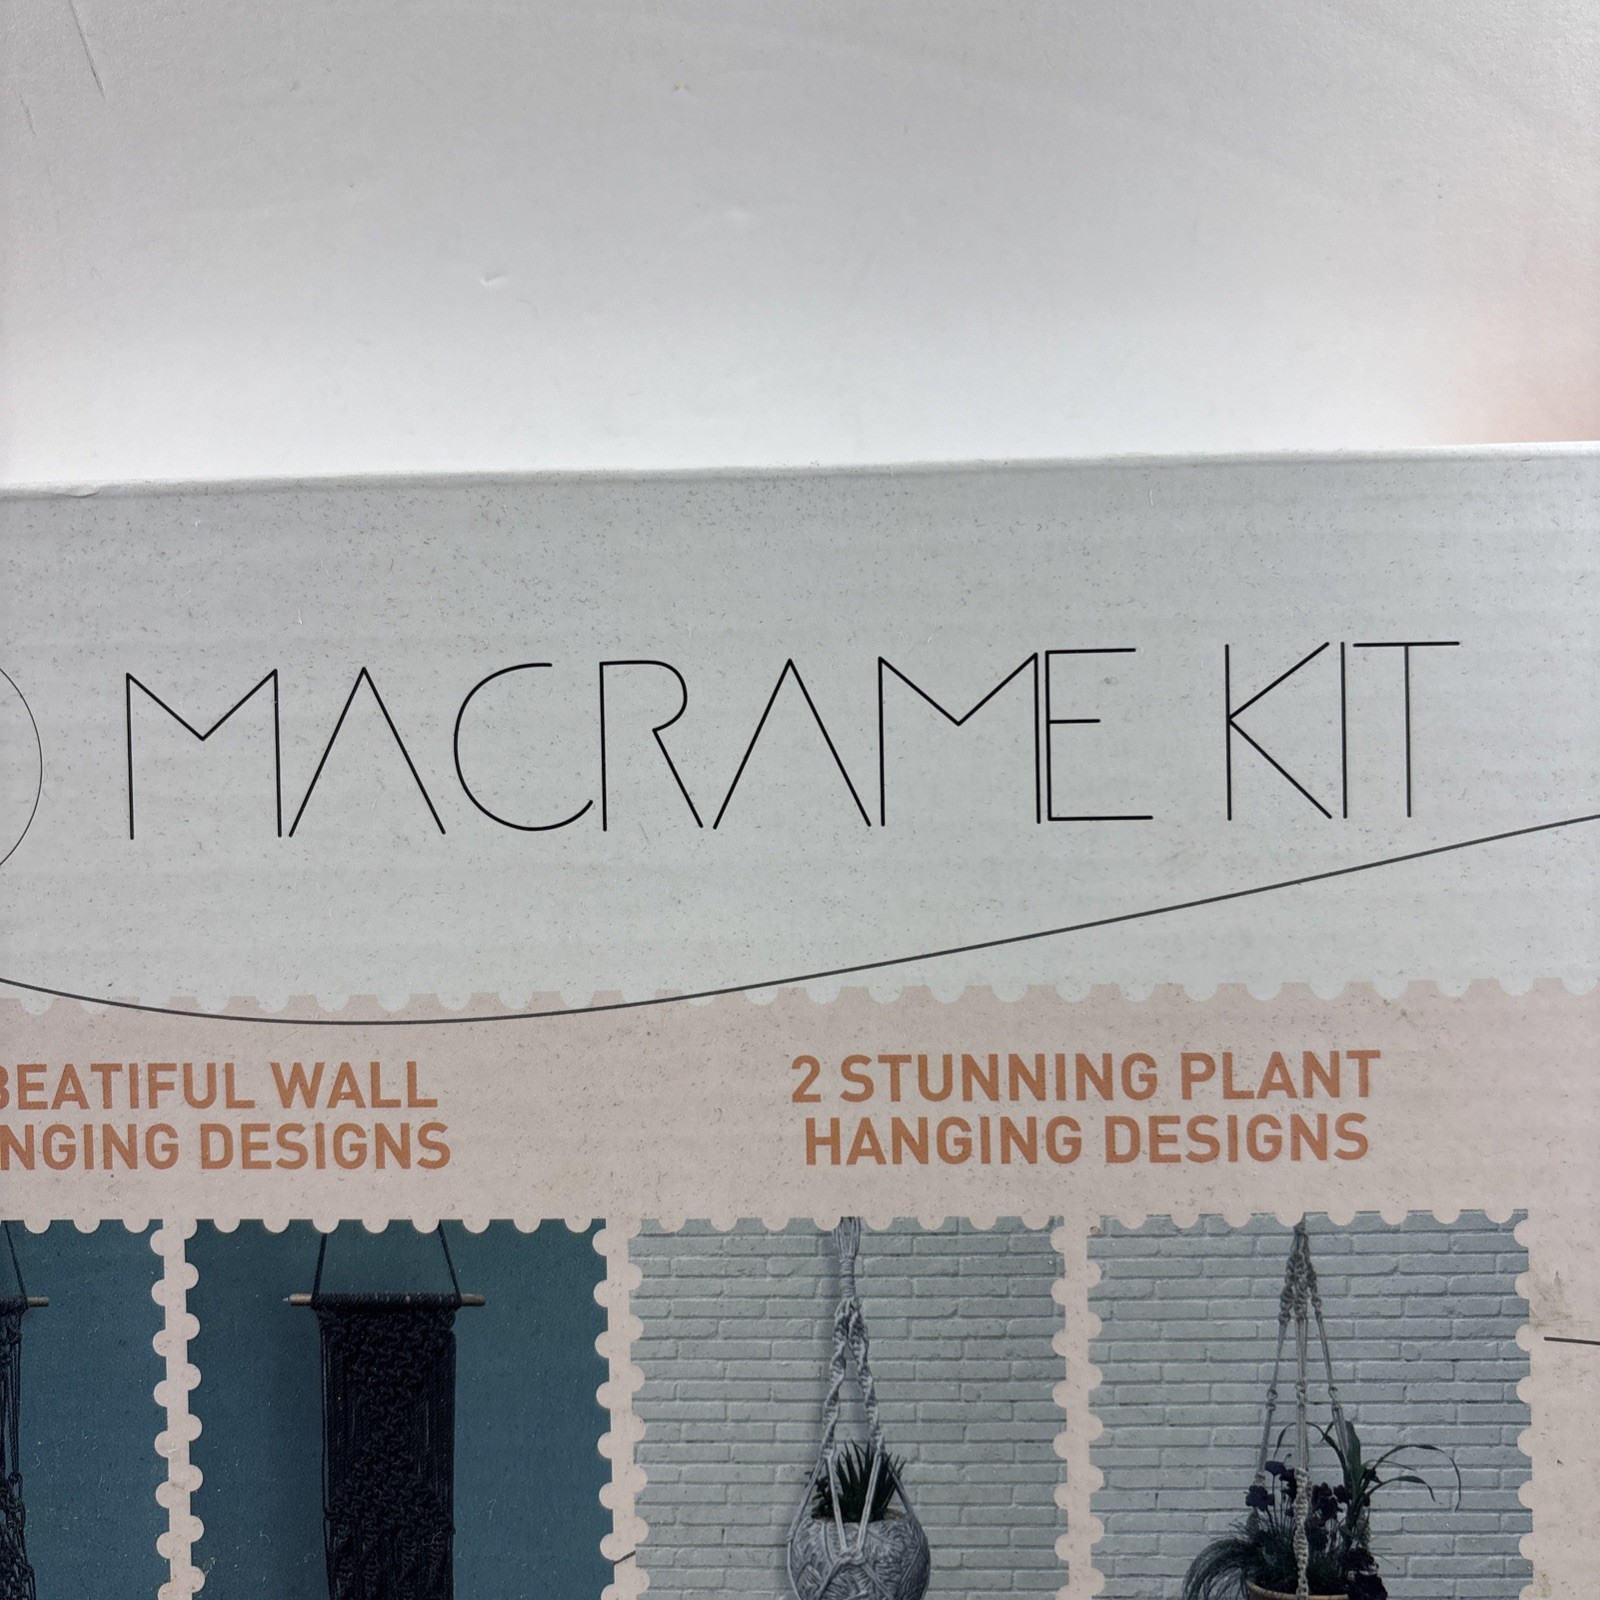 MACRAME KIT
BEATIFUL WALL
NGING DESIGNS
2 STUNNING PLANT
HANGING DESIGNS